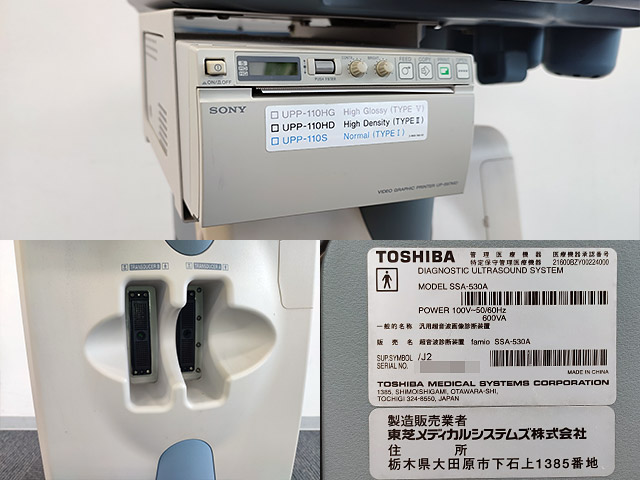 ON/OFF
PUSH ENTER
FEED COPY
SONY
UPP-110HG High Glossy (TYPE V)
UPP-110HD High Density (TYPE II)
UPP-110S Normal (TYPE I)
VIDEO GRAPHIC PRINTER
TRANSDUCER TRANSDUCER
TOSHIBA
管理医療機器 医療機器承認番号
特定保守管理医療機器 21600BZY00224000
DIAGNOSTIC ULTRASOUND SYSTEM
MODEL SSA-530A
POWER 100V~50/60Hz
600VA
一般的名称 汎用超音波画像診断装置
販売名 超音波診断装置 famio SSA-530A
SUP.SYMBOL /J2
SERIAL NO.
MADE IN CHINA
TOSHIBA MEDICAL SYSTEMS CORPORATION
1385, SHIMOISHIGAMI, OTAWARA-SHI,
TOCHIGI 324-8550, JAPAN
製造販売業者
東芝メディカルシステムズ株式会社
住 所
栃木県大田原市下石上1385番地